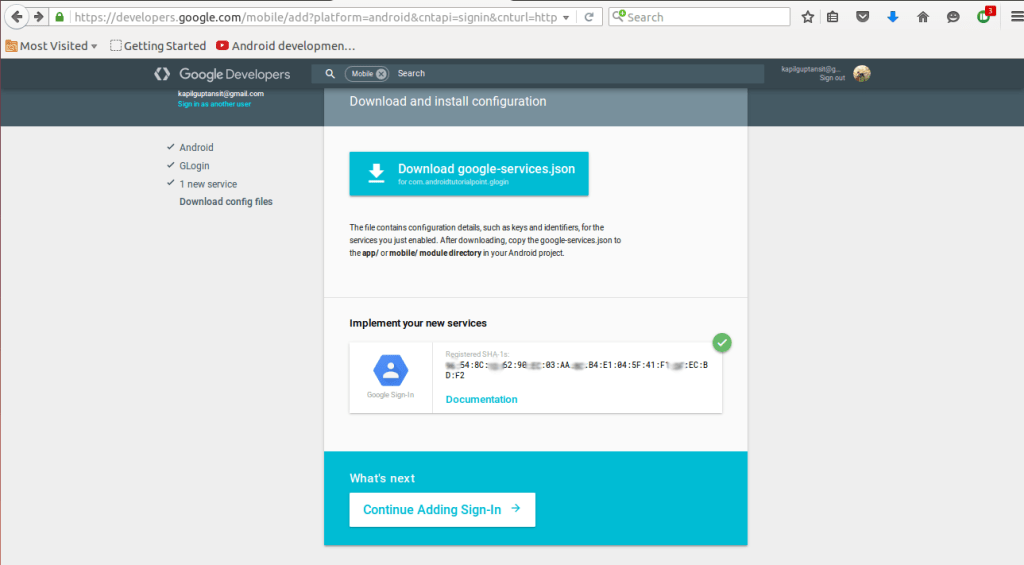 https://developers.google.com/mobile/add?platform=android&cntapi=signin&cnturl=http
Search
3
Most Visited
Getting Started
Android developmen…
Google Developers
Mobile
Search
kapilguptansit@g...
Sign out
kapilguptansit@gmail.com
Sign in as another user
Android
GLogin
1 new service
Download config files
Download and install configuration
Download google-services.json
for com.androidtutorialpoint.glogin
The file contains configuration details, such as keys and identifiers, for the
services you just enabled. After downloading, copy the google-services.json to
the app/ or mobile/ module directory in your Android project.
Implement your new services
Google Sign-In
Registered SHA-1s:
:54:8C: :62:90: :03:AA: :B4:E1:04:5F:41: :EC:B
D:F2
Documentation
What's next
Continue Adding Sign-In